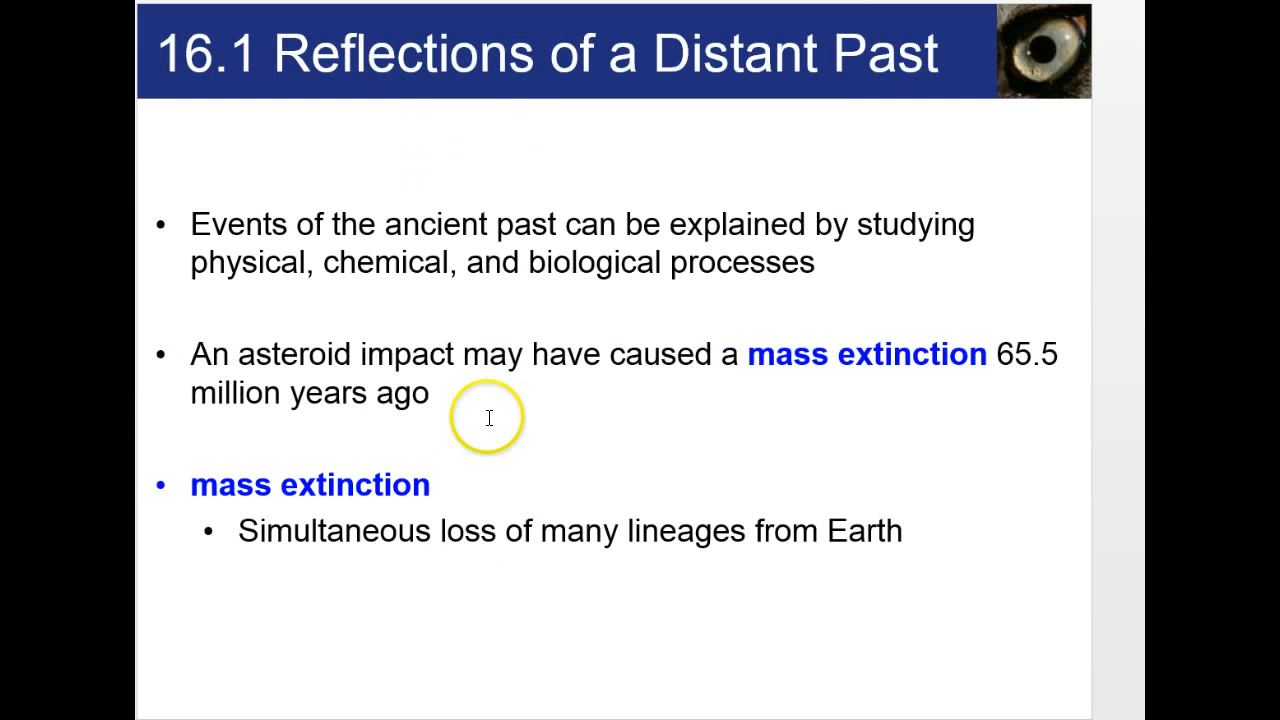 16.1 Reflections of a Distant Past
• Events of the ancient past can be explained by studying
physical, chemical, and biological processes
• An asteroid impact may have caused a mass extinction 65.5
million years ago
• mass extinction
• Simultaneous loss of many lineages from Earth